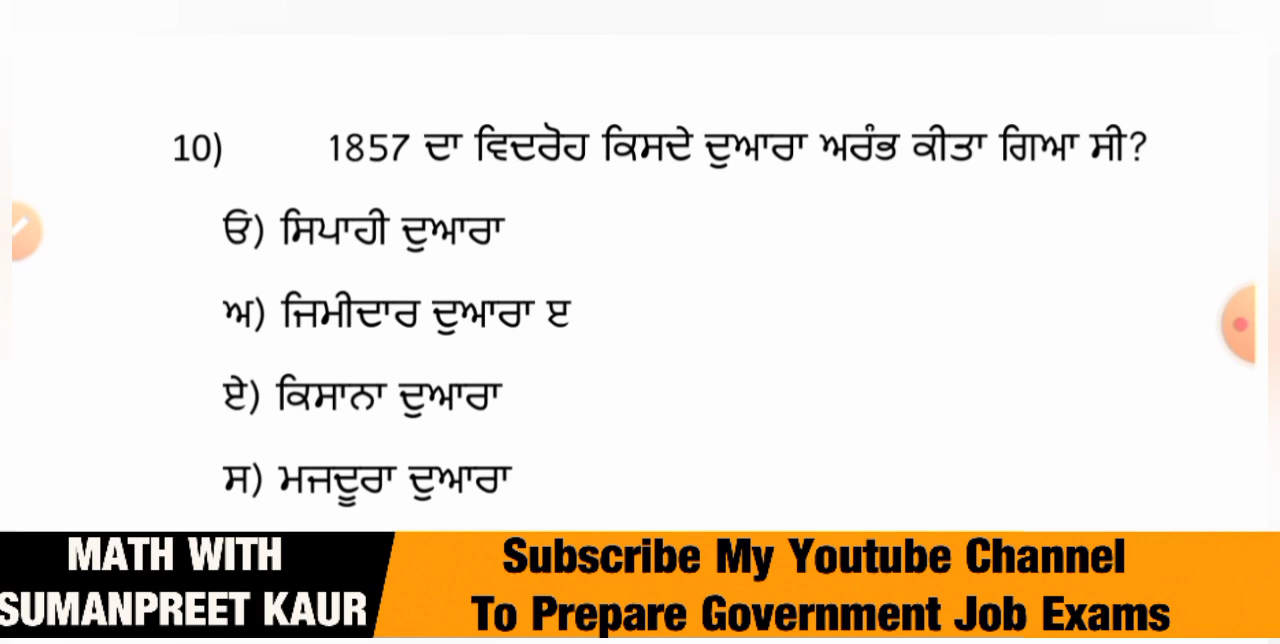 10) 1857 ਦਾ ਵਿਦਰੋਹ ਕਿਸਦੇ ਦੁਆਰਾ ਅਰੰਭ ਕੀਤਾ ਗਿਆ ਸੀ?
ਓ) ਸਿਪਾਹੀ ਦੁਆਰਾ
ਅ) ਜਿਮੀਦਾਰ ਦੁਆਰਾ ੲ
ਏ) ਕਿਸਾਨਾ ਦੁਆਰਾ
ਸ) ਮਜਦੂਰਾ ਦੁਆਰਾ
MATH WITH
SUMANPREET KAUR
Subscribe My Youtube Channel
To Prepare Government Job Exams